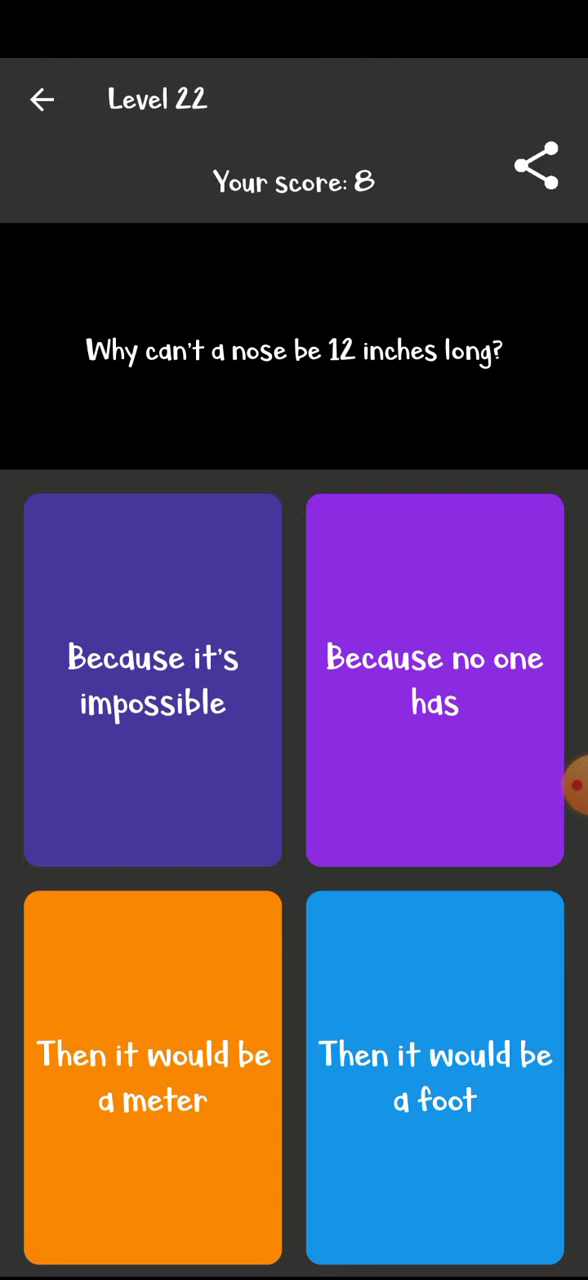 Level 22
Your score: 8
Why can't a nose be 12 inches long?
Because it's
impossible
Because no one
has
Then it would be
a meter
Then it would be
a foot